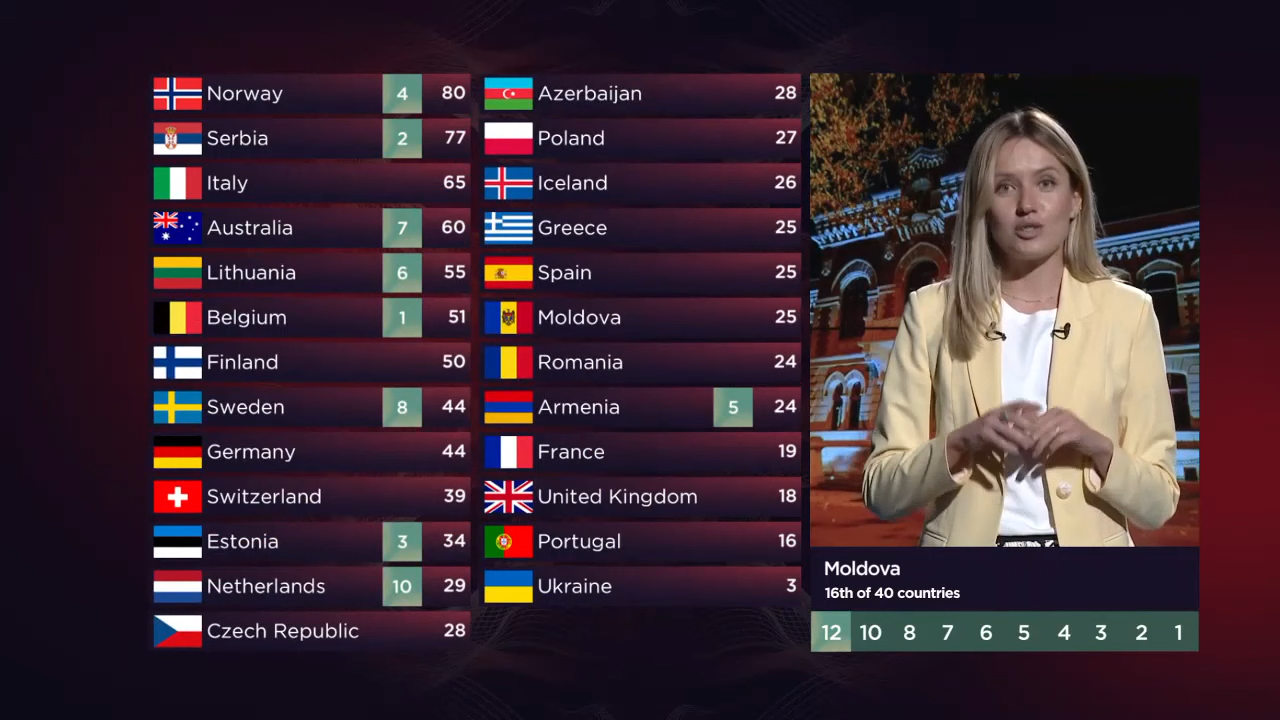 Norway 4 80
Serbia 2 77
Italy 65
Australia 7 60
Lithuania 6 55
Belgium 1 51
Finland 50
Sweden 8 44
Germany 44
Switzerland 39
Estonia 3 34
Netherlands 10 29
Czech Republic 28
Azerbaijan 28
Poland 27
Iceland 26
Greece 25
Spain 25
Moldova 25
Romania 24
Armenia 5 24
France 19
United Kingdom 18
Portugal 16
Ukraine 3
Moldova
16th of 40 countries
12 10 8 7 6 5 4 3 2 1